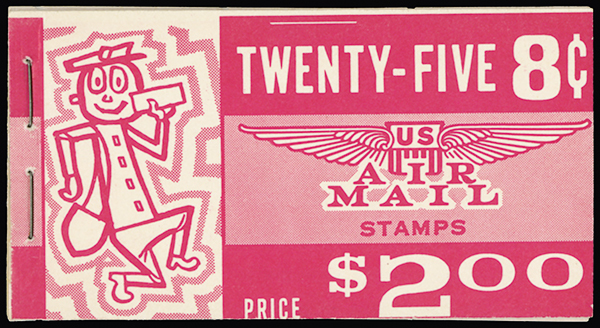 TWENTY-FIVE 8¢
US
AIR
MAIL
STAMPS
PRICE $2.00